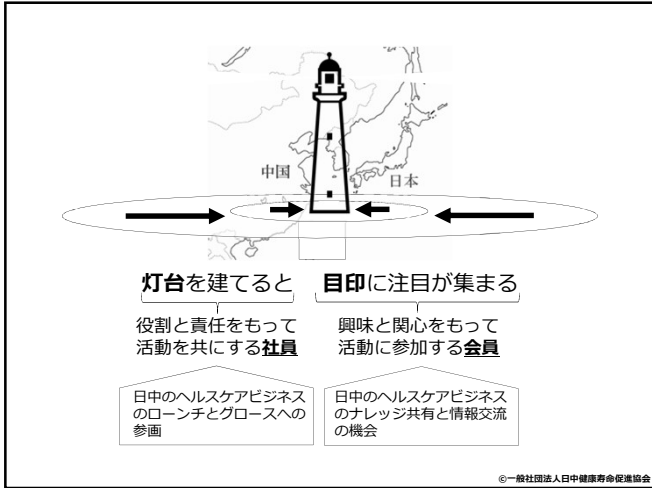 中国
日本
灯台を建てると
目印に注目が集まる
役割と責任をもって
活動を共にする社員
興味と関心をもって
活動に参加する会員
日中のヘルスケアビジネス
のローンチとグロースへの
参画
日中のヘルスケアビジネス
のナレッジ共有と情報交流
の機会
©一般社団法人日中健康寿命促進協会